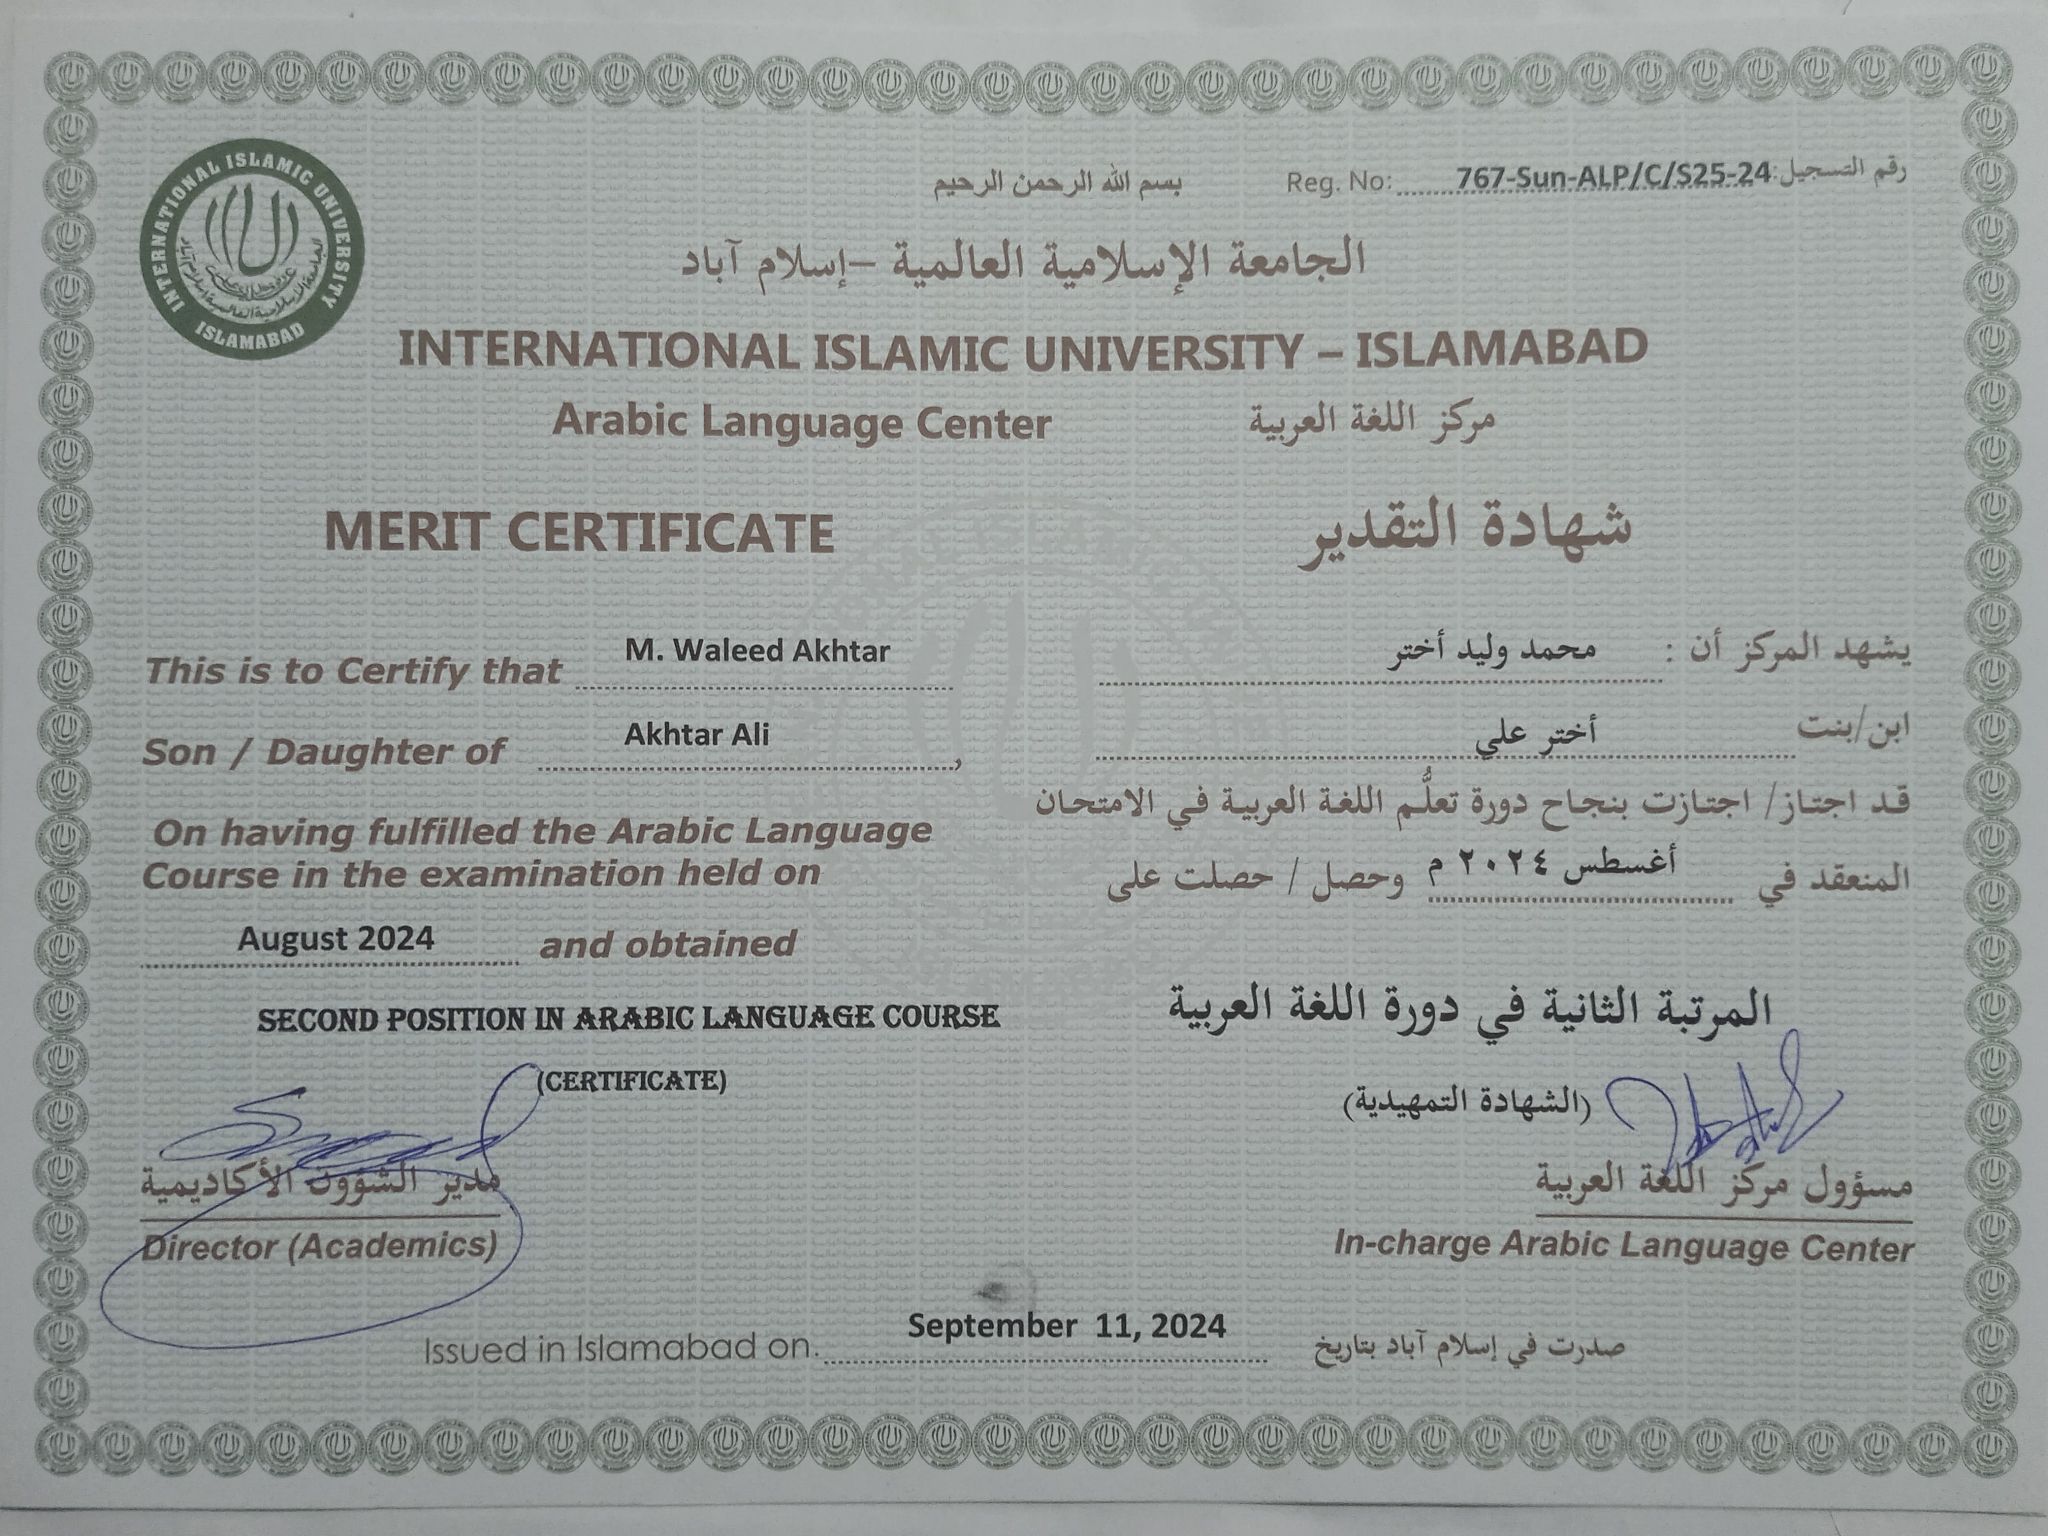 INTERNATIONAL ISLAMIC UNIVERSITY
ISLAMABAD
بسم الله الرحمن الرحيم
Reg. No: 767-Sun-ALP/C/S25-24 رقم التسجيل:
الجامعة الإسلامية العالمية – إسلام آباد
INTERNATIONAL ISLAMIC UNIVERSITY – ISLAMABAD
Arabic Language Center مركز اللغة العربية
MERIT CERTIFICATE شهادة التقدير
This is to Certify that M. Waleed Akhtar
يشهد المركز أن : محمد وليد أختر
Son / Daughter of Akhtar Ali,
ابن/بنت أختر علي
On having fulfilled the Arabic Language
قد اجتاز/ اجتازت بنجاح دورة تعلُّم اللغة العربية في الامتحان
Course in the examination held on
المنعقد في أغسطس ٢٠٢٤ م وحصل / حصلت على
August 2024 and obtained
SECOND POSITION IN ARABIC LANGUAGE COURSE
المرتبة الثانية في دورة اللغة العربية
(CERTIFICATE)
(الشهادة التمهيدية)
مدير الشؤون الأكاديمية
Director (Academics)
مسؤول مركز اللغة العربية
In-charge Arabic Language Center
Issued in Islamabad on. September 11, 2024 صدرت في إسلام آباد بتاريخ